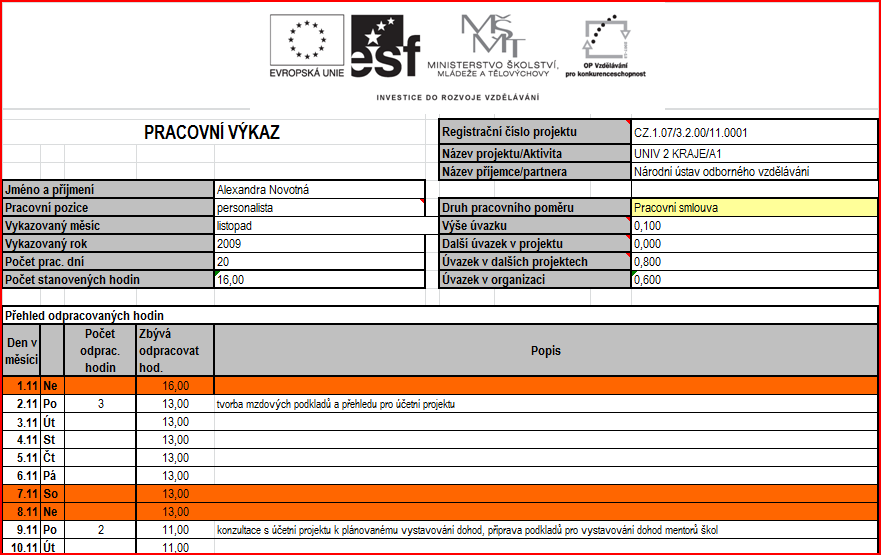 EVROPSKÁ UNIE
esf
MŠMT
MINISTERSTVO ŠKOLSTVÍ,
MLÁDEŽE A TĚLOVÝCHOVY
OP Vzdělávání
pro konkurenceschopnost
INVESTICE DO ROZVOJE VZDĚLÁVÁNÍ
PRACOVNÍ VÝKAZ
Registrační číslo projektu CZ.1.07/3.2.00/11.0001
Název projektu/Aktivita UNIV 2 KRAJE/A1
Název příjemce/partnera Národní ústav odborného vzdělávání
Jméno a příjmení Alexandra Novotná
Pracovní pozice personalista Druh pracovního poměru Pracovní smlouva
Vykazovaný měsíc listopad Výše úvazku 0,100
Vykazovaný rok 2009 Další úvazek v projektu 0,000
Počet prac. dní 20 Úvazek v dalších projektech 0,800
Počet stanovených hodin 16,00 Úvazek v organizaci 0,600
Přehled odpracovaných hodin
Den v měsíci Počet odprac. hodin Zbývá odpracovat hod. Popis
1.11 Ne 16,00
2.11 Po 3 13,00 tvorba mzdových podkladů a přehledu pro účetní projektu
3.11 Út 13,00
4.11 St 13,00
5.11 Čt 13,00
6.11 Pá 13,00
7.11 So 13,00
8.11 Ne 13,00
9.11 Po 2 11,00 konzultace s účetní projektu k plánovanému vystavování dohod, příprava podkladů pro vystavování dohod mentorů škol
10.11 Út 11,00